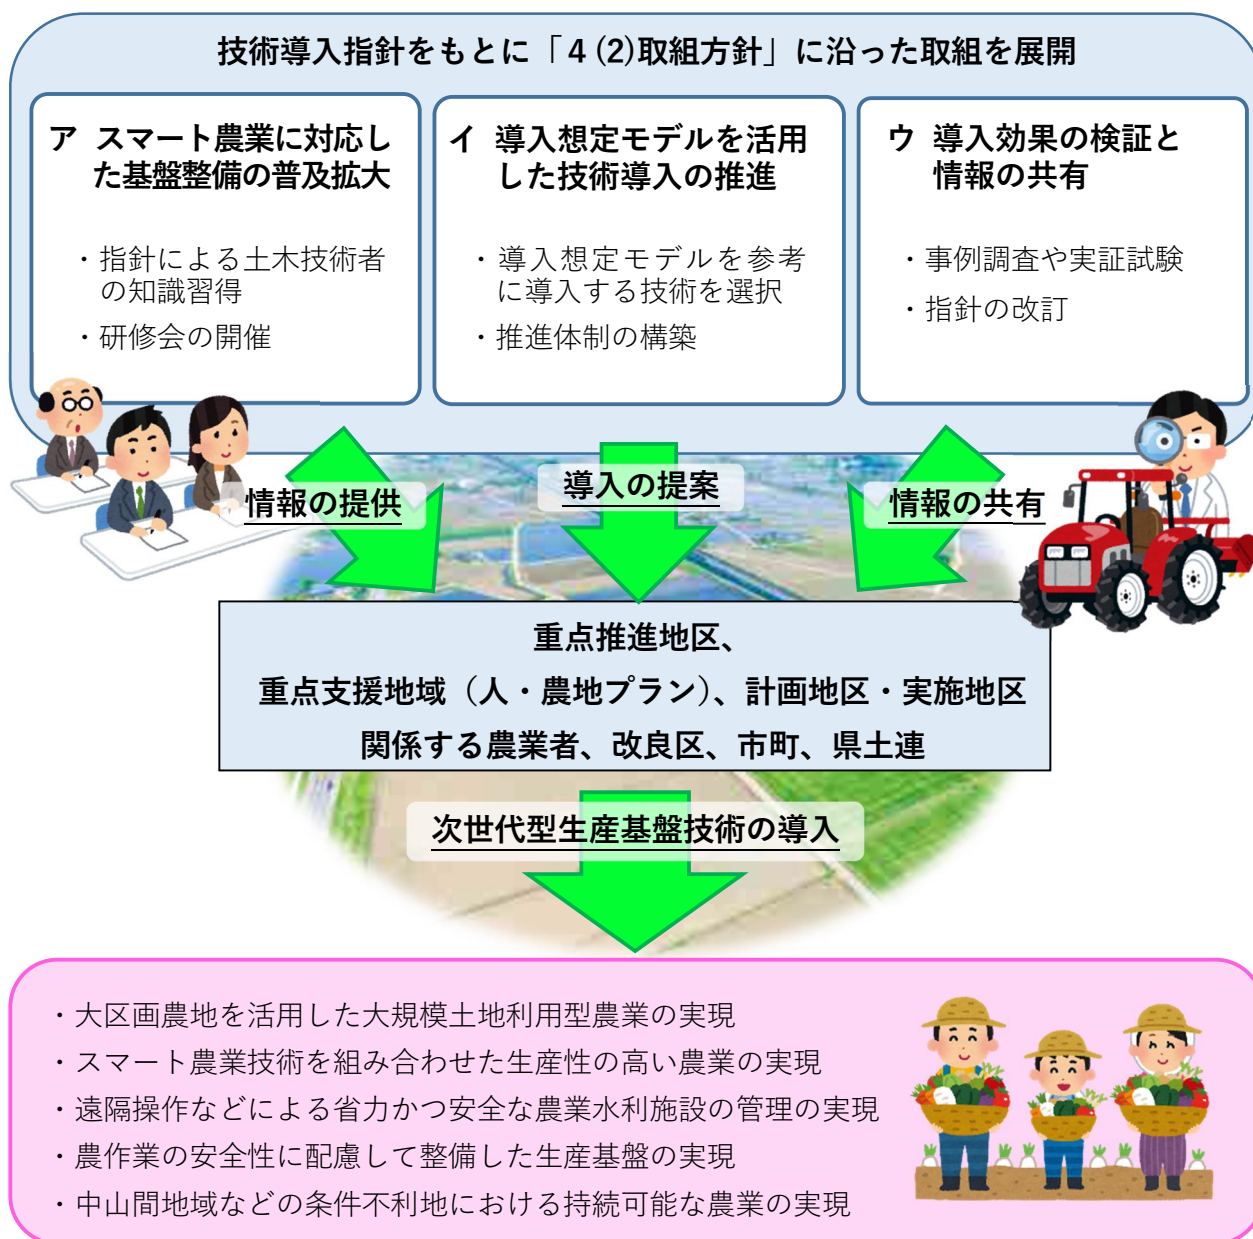 技術導入指針をもとに「4(2)取組方針」に沿った取組を展開
ア スマート農業に対応し
た基盤整備の普及拡大
・指針による土木技術者
の知識習得
・研修会の開催
イ 導入想定モデルを活用
した技術導入の推進
・導入想定モデルを参考
に導入する技術を選択
・推進体制の構築
ウ 導入効果の検証と
情報の共有
・事例調査や実証試験
・指針の改訂
情報の提供
導入の提案
情報の共有
重点推進地区、
重点支援地域（人・農地プラン）、計画地区・実施地区
関係する農業者、改良区、市町、県土連
次世代型生産基盤技術の導入
・大区画農地を活用した大規模土地利用型農業の実現
・スマート農業技術を組み合わせた生産性の高い農業の実現
・遠隔操作などによる省力かつ安全な農業水利施設の管理の実現
・農作業の安全性に配慮して整備した生産基盤の実現
・中山間地域などの条件不利地における持続可能な農業の実現